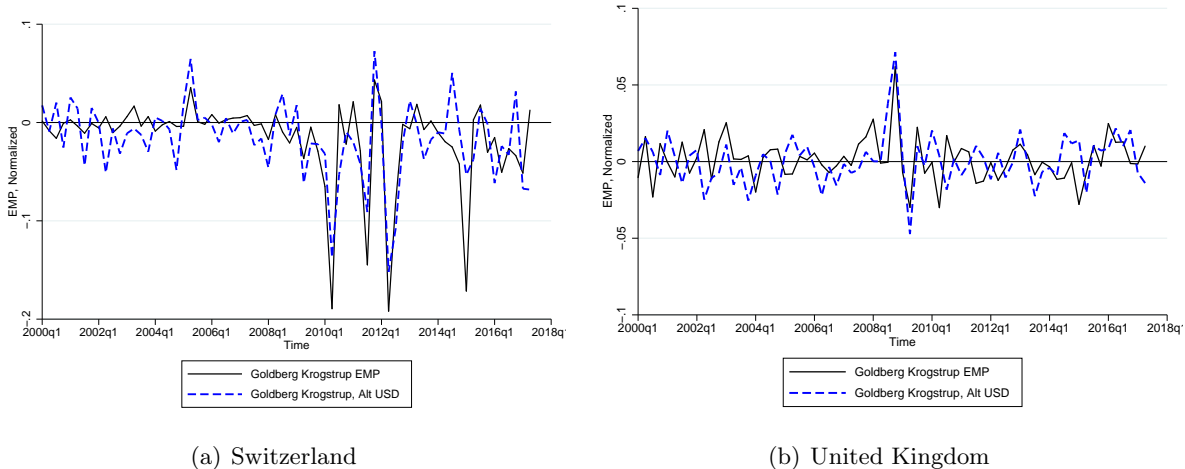 .1
0
-.1
-.2
EMP, Normalized
2000q1 2002q1 2004q1 2006q1 2008q1 2010q1 2012q1 2014q1 2016q1 2018q1
Time
Goldberg Krogstrup EMP
Goldberg Krogstrup, Alt USD
(a) Switzerland
.1
.05
0
-.05
-.1
EMP, Normalized
2000q1 2002q1 2004q1 2006q1 2008q1 2010q1 2012q1 2014q1 2016q1 2018q1
Time
Goldberg Krogstrup EMP
Goldberg Krogstrup, Alt USD
(b) United Kingdom